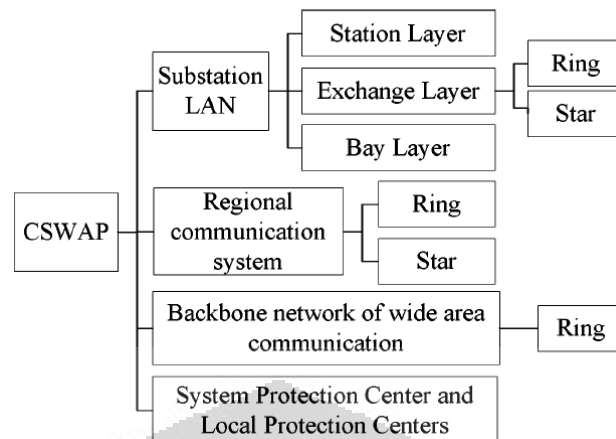 Station Layer
Substation
LAN
Exchange Layer
Ring
Star
Bay Layer
CSWAP
Regional
communication
system
Ring
Star
Backbone network of wide area
communication
Ring
System Protection Center and
Local Protection Centers